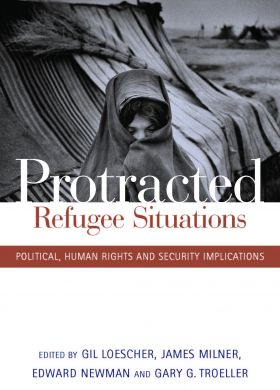 Protracted
Refugee Situations
POLITICAL, HUMAN RIGHTS AND SECURITY IMPLICATIONS
EDITED BY GIL LOESCHER, JAMES MILNER,
EDWARD NEWMAN AND GARY G. TROELLER